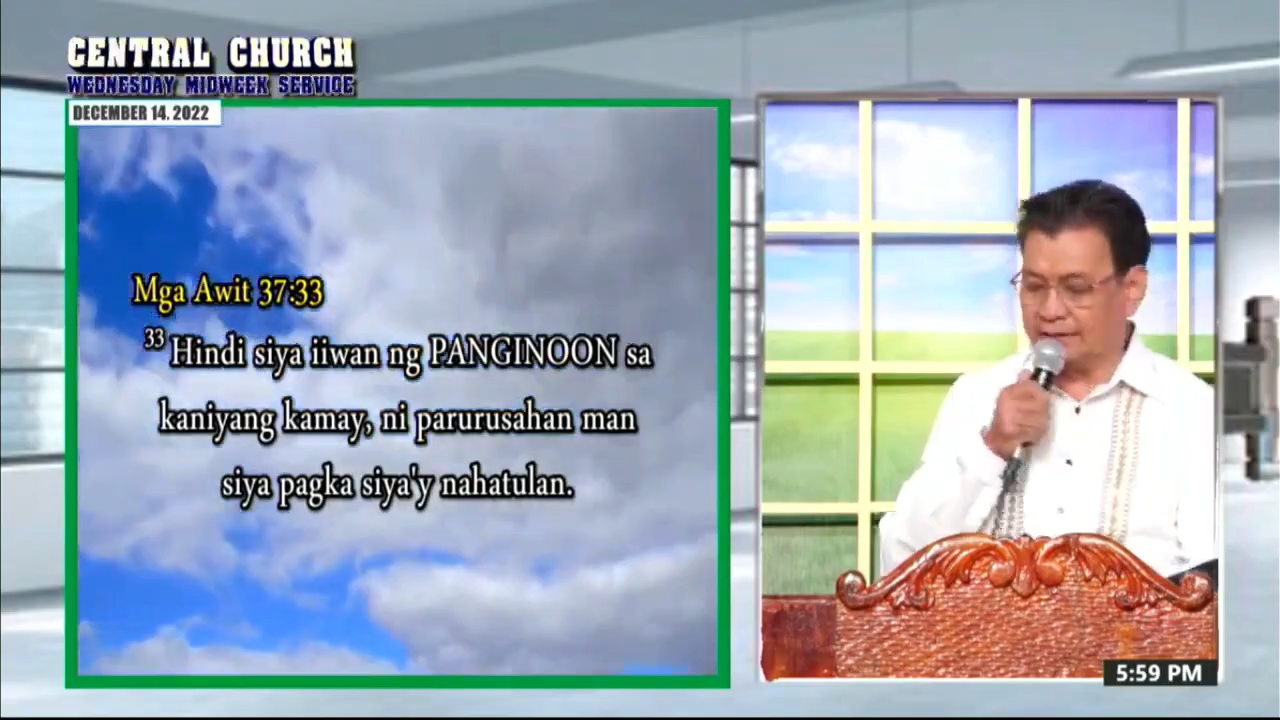 CENTRAL CHURCH
WEDNESDAY MIDWEEK SERVICE
DECEMBER 14. 2022
Mga Awit 37:33
33 Hindi siya iiwan ng PANGINOON sa
kaniyang kamay, ni parurusahan man
siya pagka siya'y nahatulan.
5:59 PM